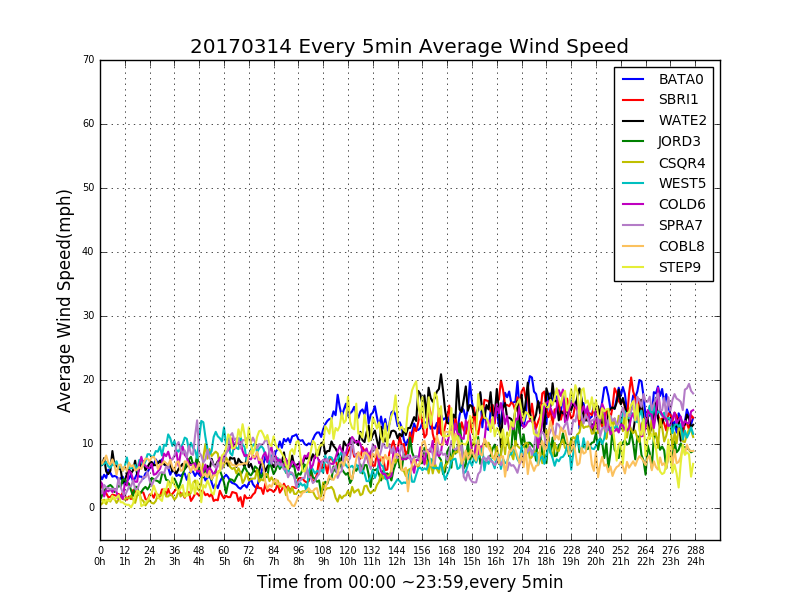 20170314 Every 5min Average Wind Speed
70
60
50
40
30
20
10
0
Average Wind Speed(mph)
BATA0
SBRI1
WATE2
JORD3
CSQR4
WEST5
COLD6
SPRA7
COBL8
STEP9
0 12 24 36 48 60 72 84 96 108 120 132 144 156 168 180 192 204 216 228 240 252 264 276 288
0h 1h 2h 3h 4h 5h 6h 7h 8h 9h 10h 11h 12h 13h 14h 15h 16h 17h 18h 19h 20h 21h 22h 23h 24h
Time from 00:00 ~23:59,every 5min